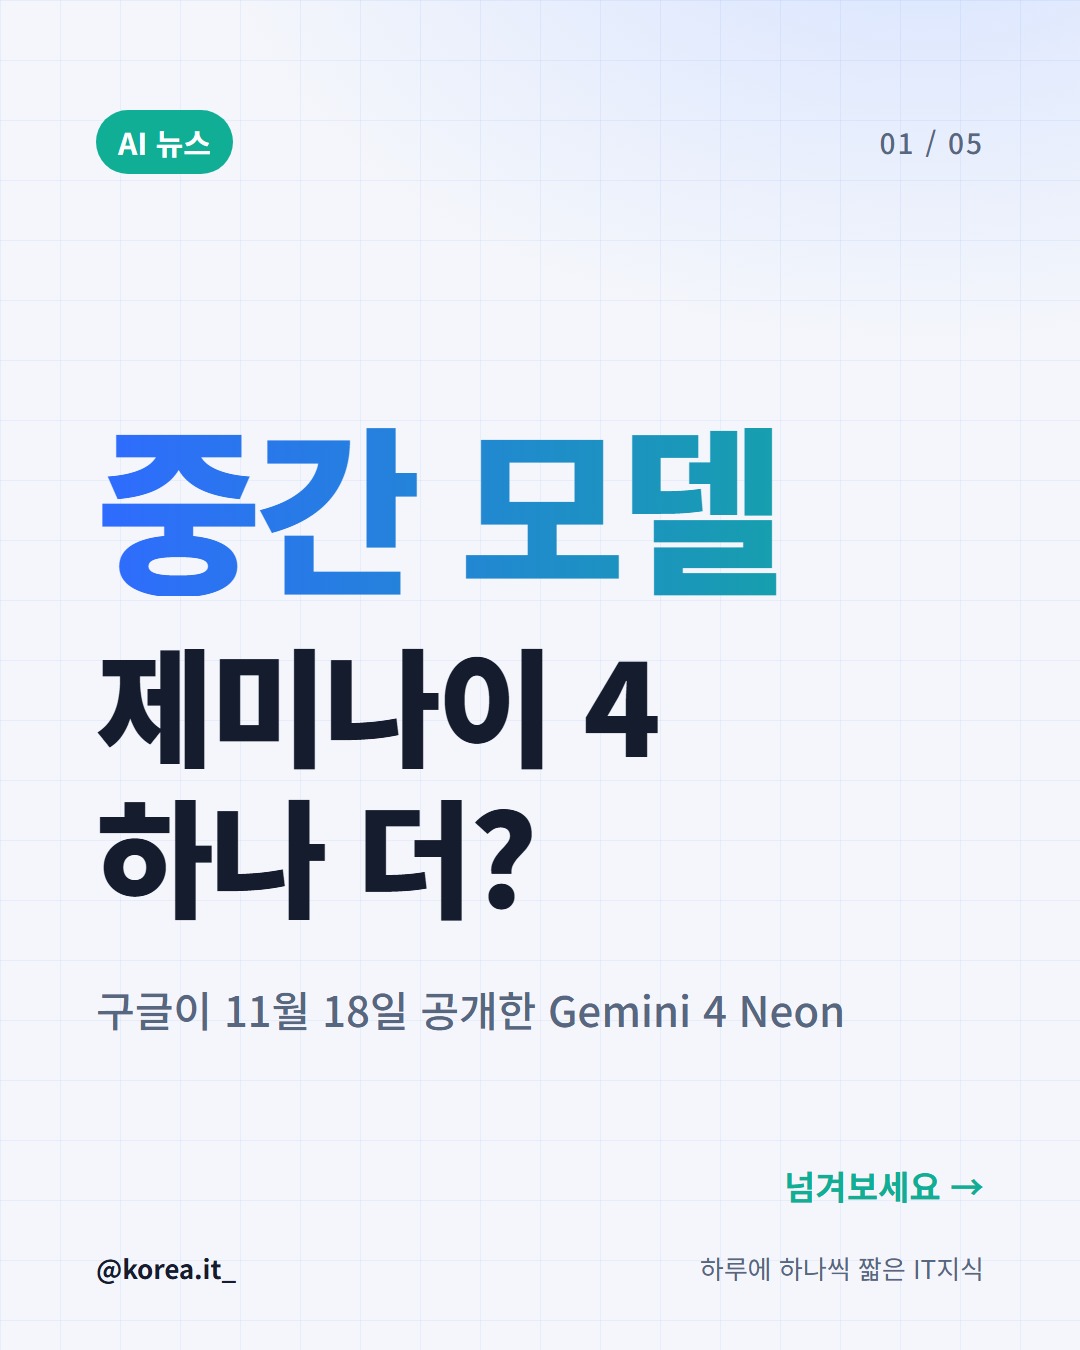 AI 뉴스
01 / 05
중간 모델
제미나이 4
하나 더?
구글이 11월 18일 공개한 Gemini 4 Neon
넘겨보세요 →
@korea.it_
하루에 하나씩 짧은 IT지식